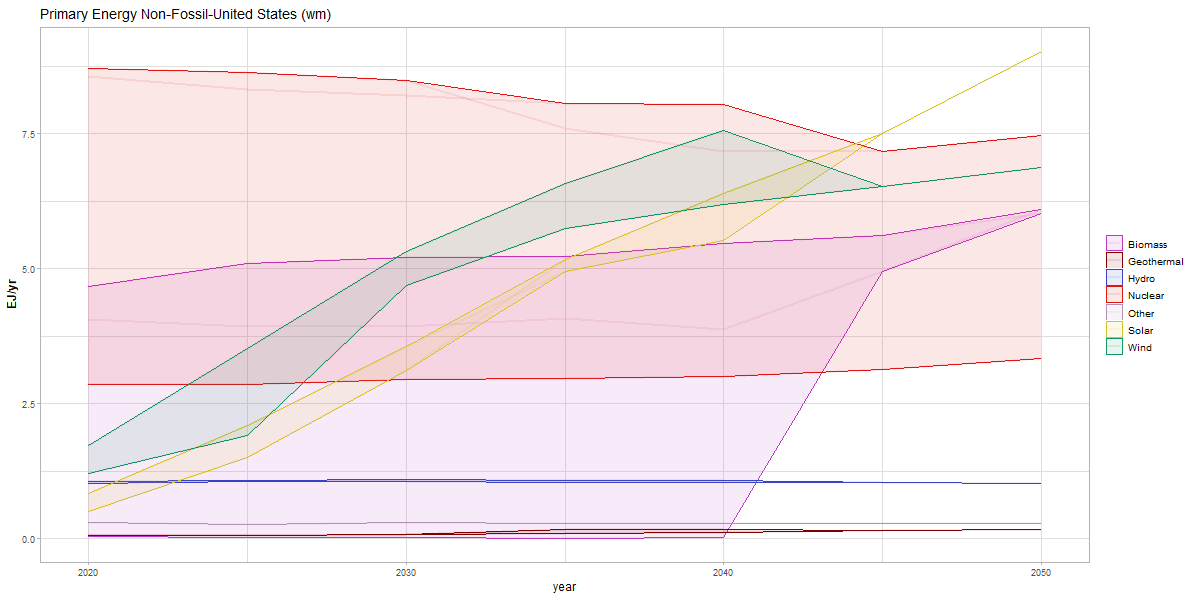 Primary Energy Non-Fossil-United States (wm)
EJ/yr
7.5
5.0
2.5
0.0
2020
2030
2040
2050
year
Biomass
Geothermal
Hydro
Nuclear
Other
Solar
Wind